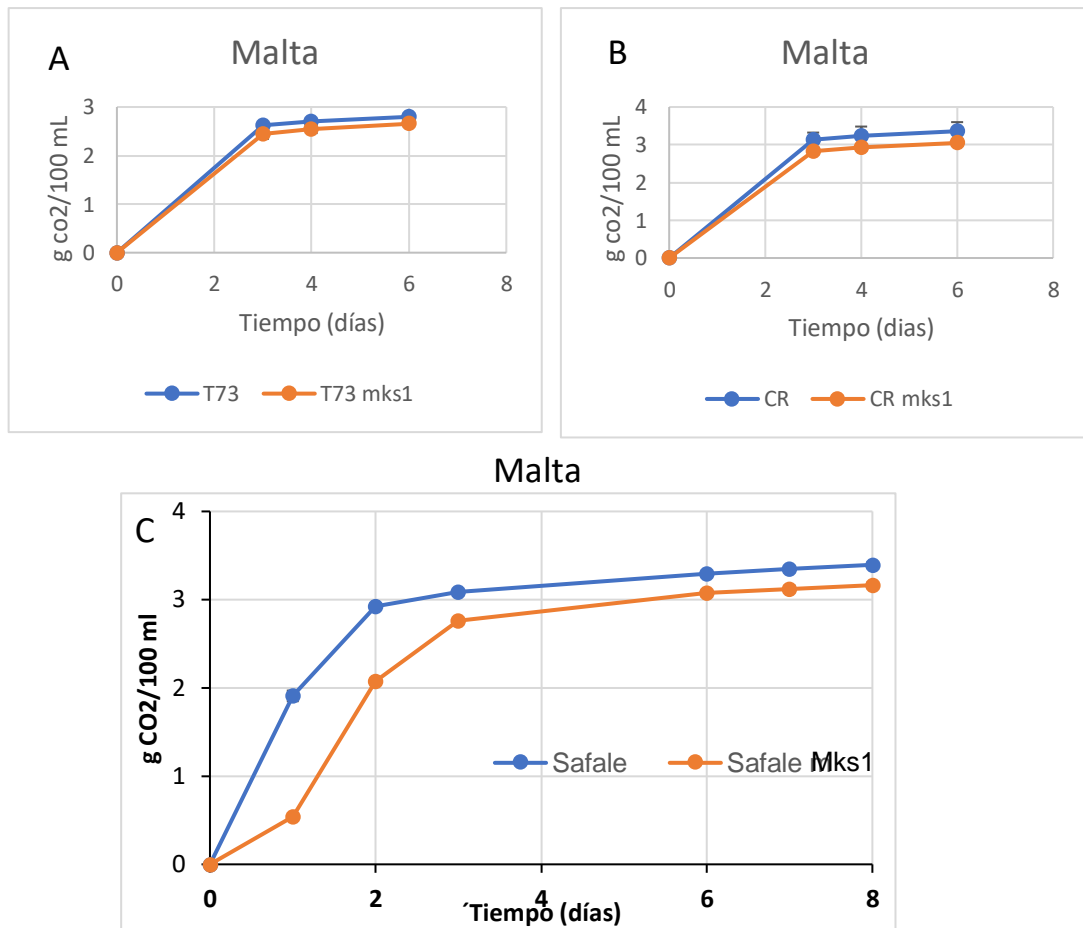 A
Malta
g co2/100 mL
3
2
1
0
0 2 4 6 8
Tiempo (días)
T73 T73 mks1
B
Malta
g co2/100 mL
4
3
2
1
0
0 2 4 6 8
Tiempo (dias)
CR CR mks1
Malta
C
g CO2/100 ml
4
3
2
1
0
0 2 4 6 8
´Tiempo (días)
Safale Safale mMks1